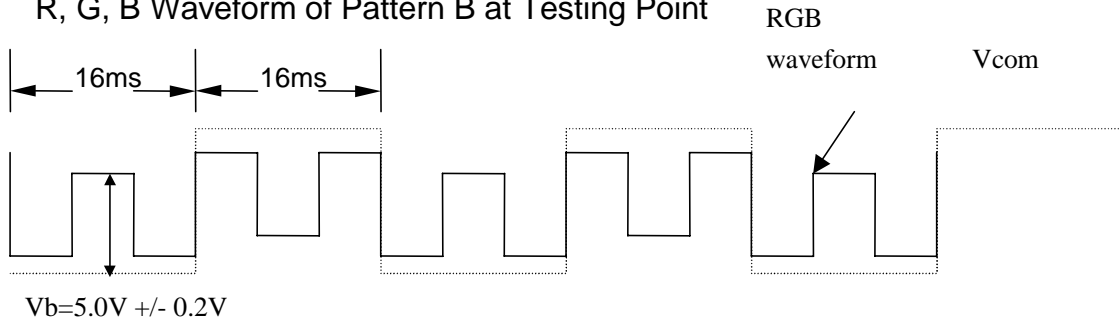 R, G, B Waveform of Pattern B at Testing Point
RGB
waveform
Vcom
16ms
16ms
Vb=5.0V +/- 0.2V